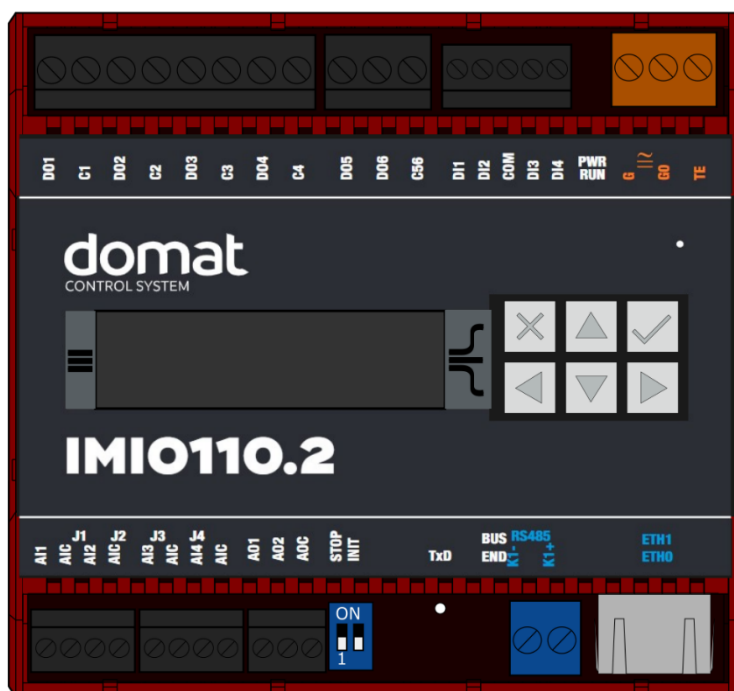 DO1 C1 DO2 C2 DO3 C3 DO4 C4 DO5 DO6 C56 DI1 DI2 COM DI3 DI4 PWR RUN G ≂ G0 TE
domat
CONTROL SYSTEM
IMIO110.2
AI1 AIC J1 AI2 AIC J2 AI3 J3 AIC AI4 J4 AIC AO1 AO2 AOC STOP INIT TxD BUS END RS485 K1- K1+ ETH1 ETH0
ON
1